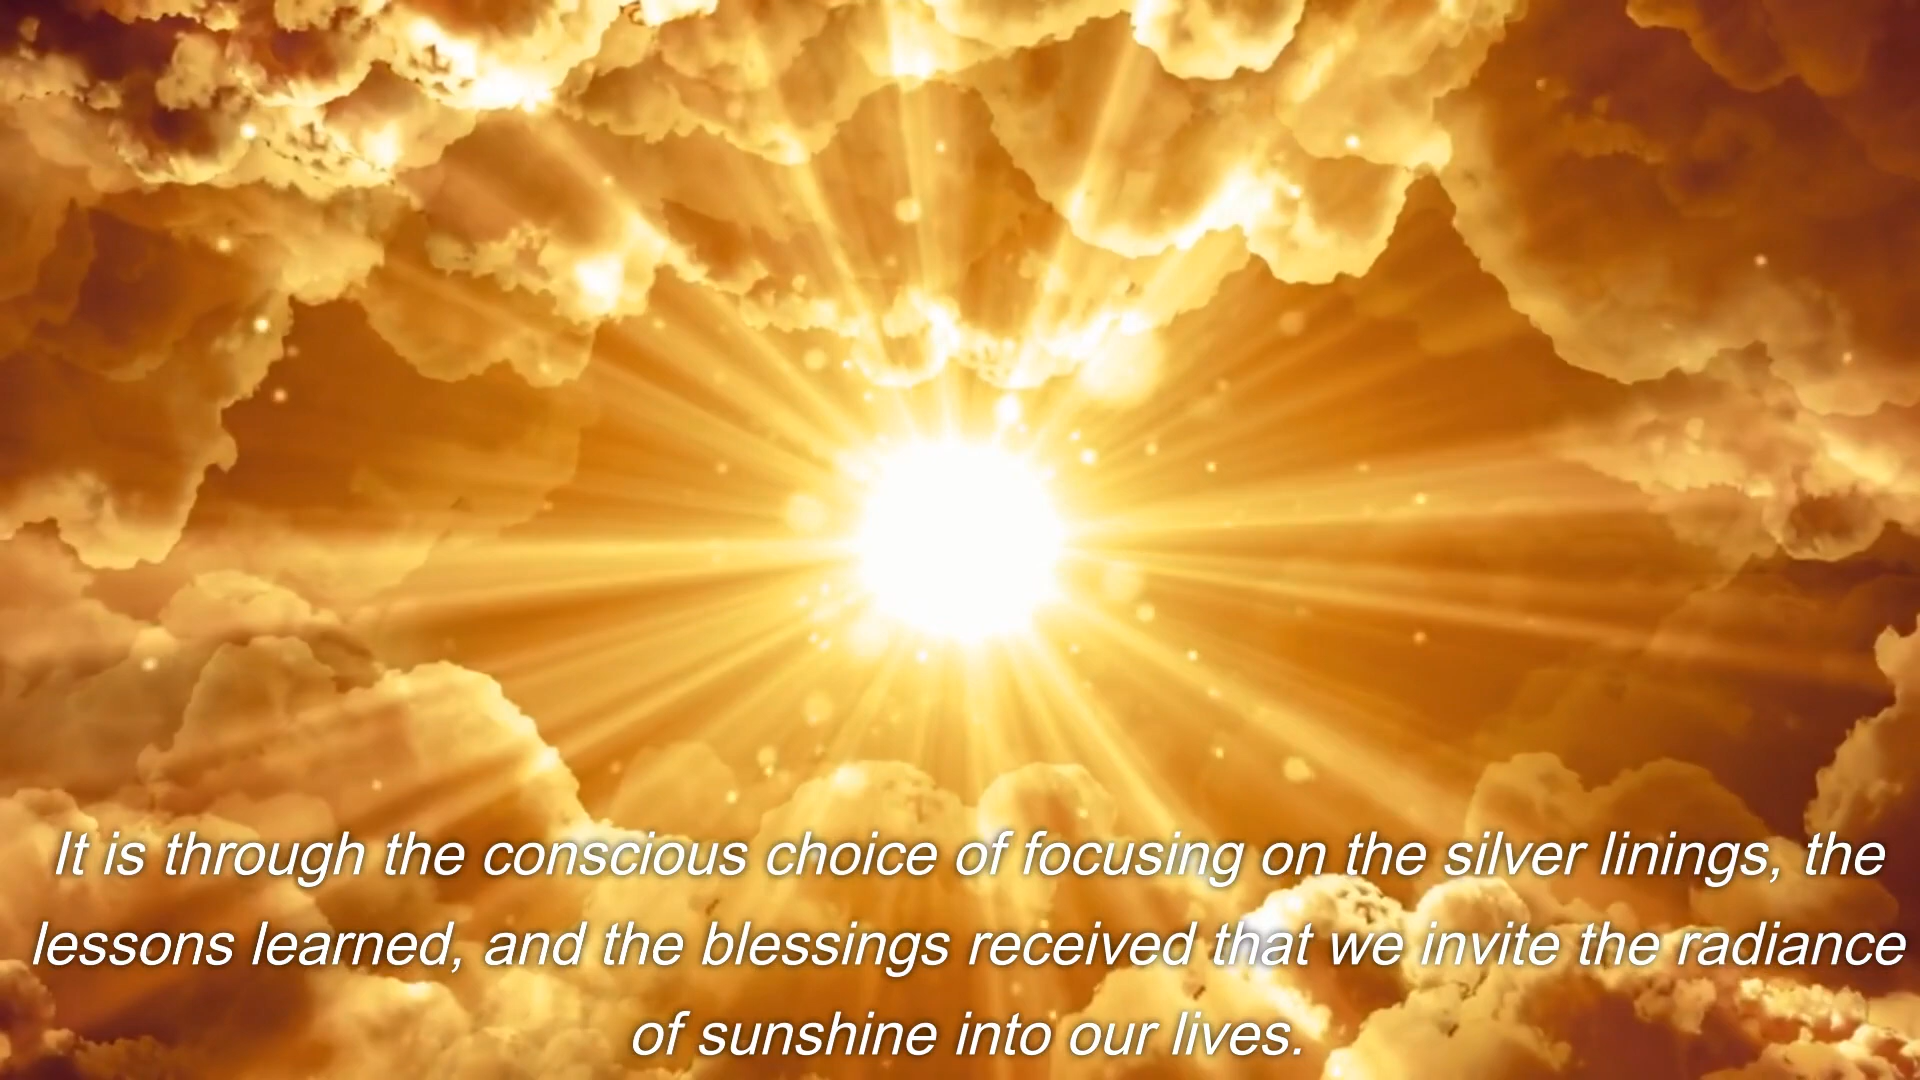 It is through the conscious choice of focusing on the silver linings, the
lessons learned, and the blessings received that we invite the radiance
of sunshine into our lives.